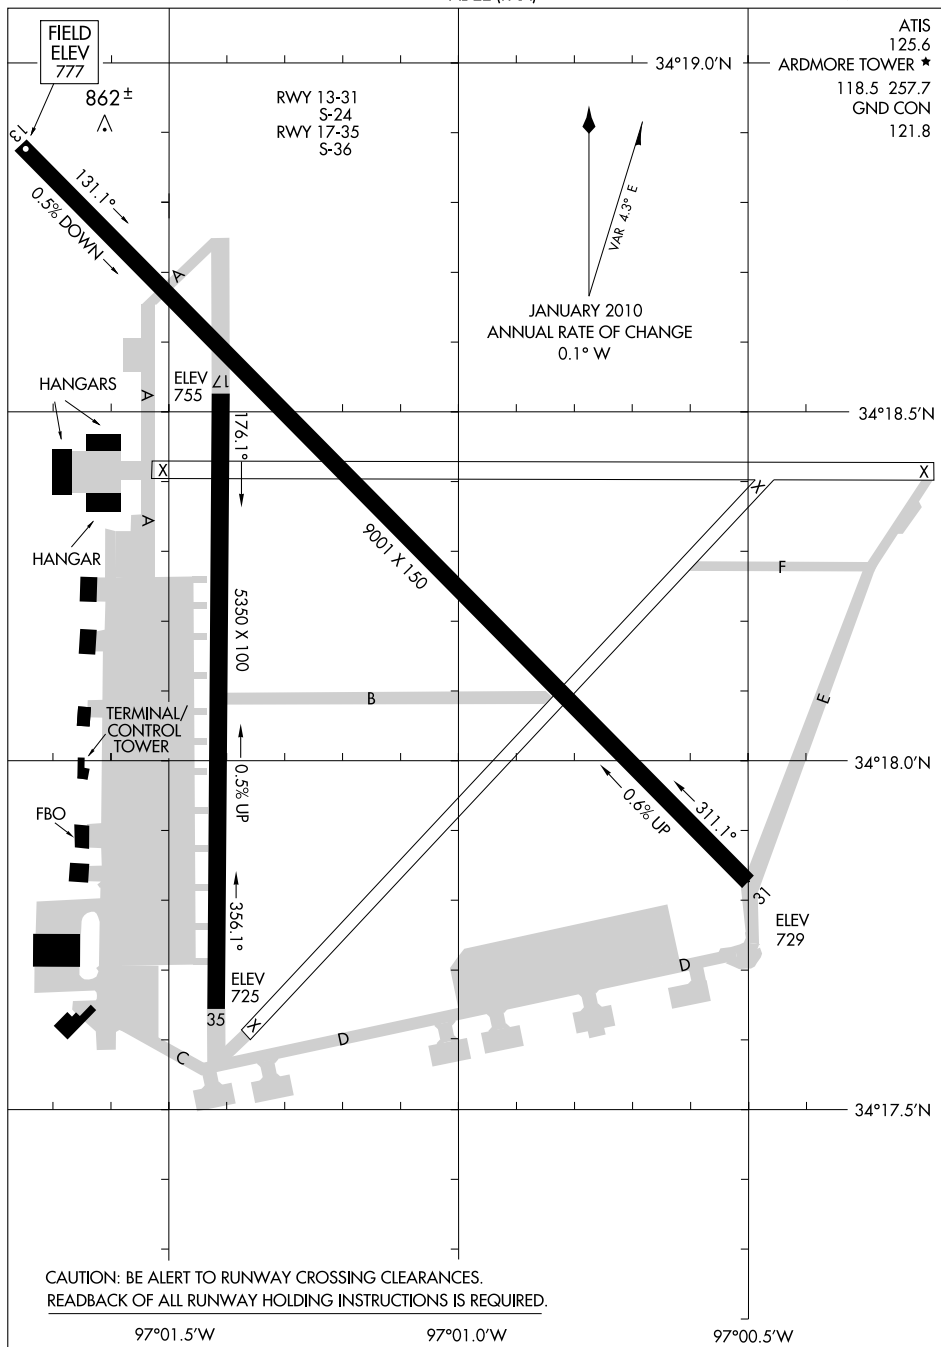 FIELD
ELEV
777
862±
RWY 13-31
S-24
RWY 17-35
S-36
34°19.0'N
ATIS
125.6
ARDMORE TOWER ★
118.5 257.7
GND CON
121.8
13
131.1°
0.5% DOWN
VAR 4.3° E
JANUARY 2010
ANNUAL RATE OF CHANGE
0.1° W
A
HANGARS
ELEV
755
17
A
34°18.5'N
176.1°
X
X
X
A
HANGAR
9001 X 150
F
5350 X 100
B
E
TERMINAL/
CONTROL
TOWER
34°18.0'N
0.5% UP
0.6% UP
311.1°
FBO
356.1°
31
ELEV
729
ELEV
725
D
35
X
D
C
34°17.5'N
CAUTION: BE ALERT TO RUNWAY CROSSING CLEARANCES.
READBACK OF ALL RUNWAY HOLDING INSTRUCTIONS IS REQUIRED.
97°01.5'W
97°01.0'W
97°00.5'W